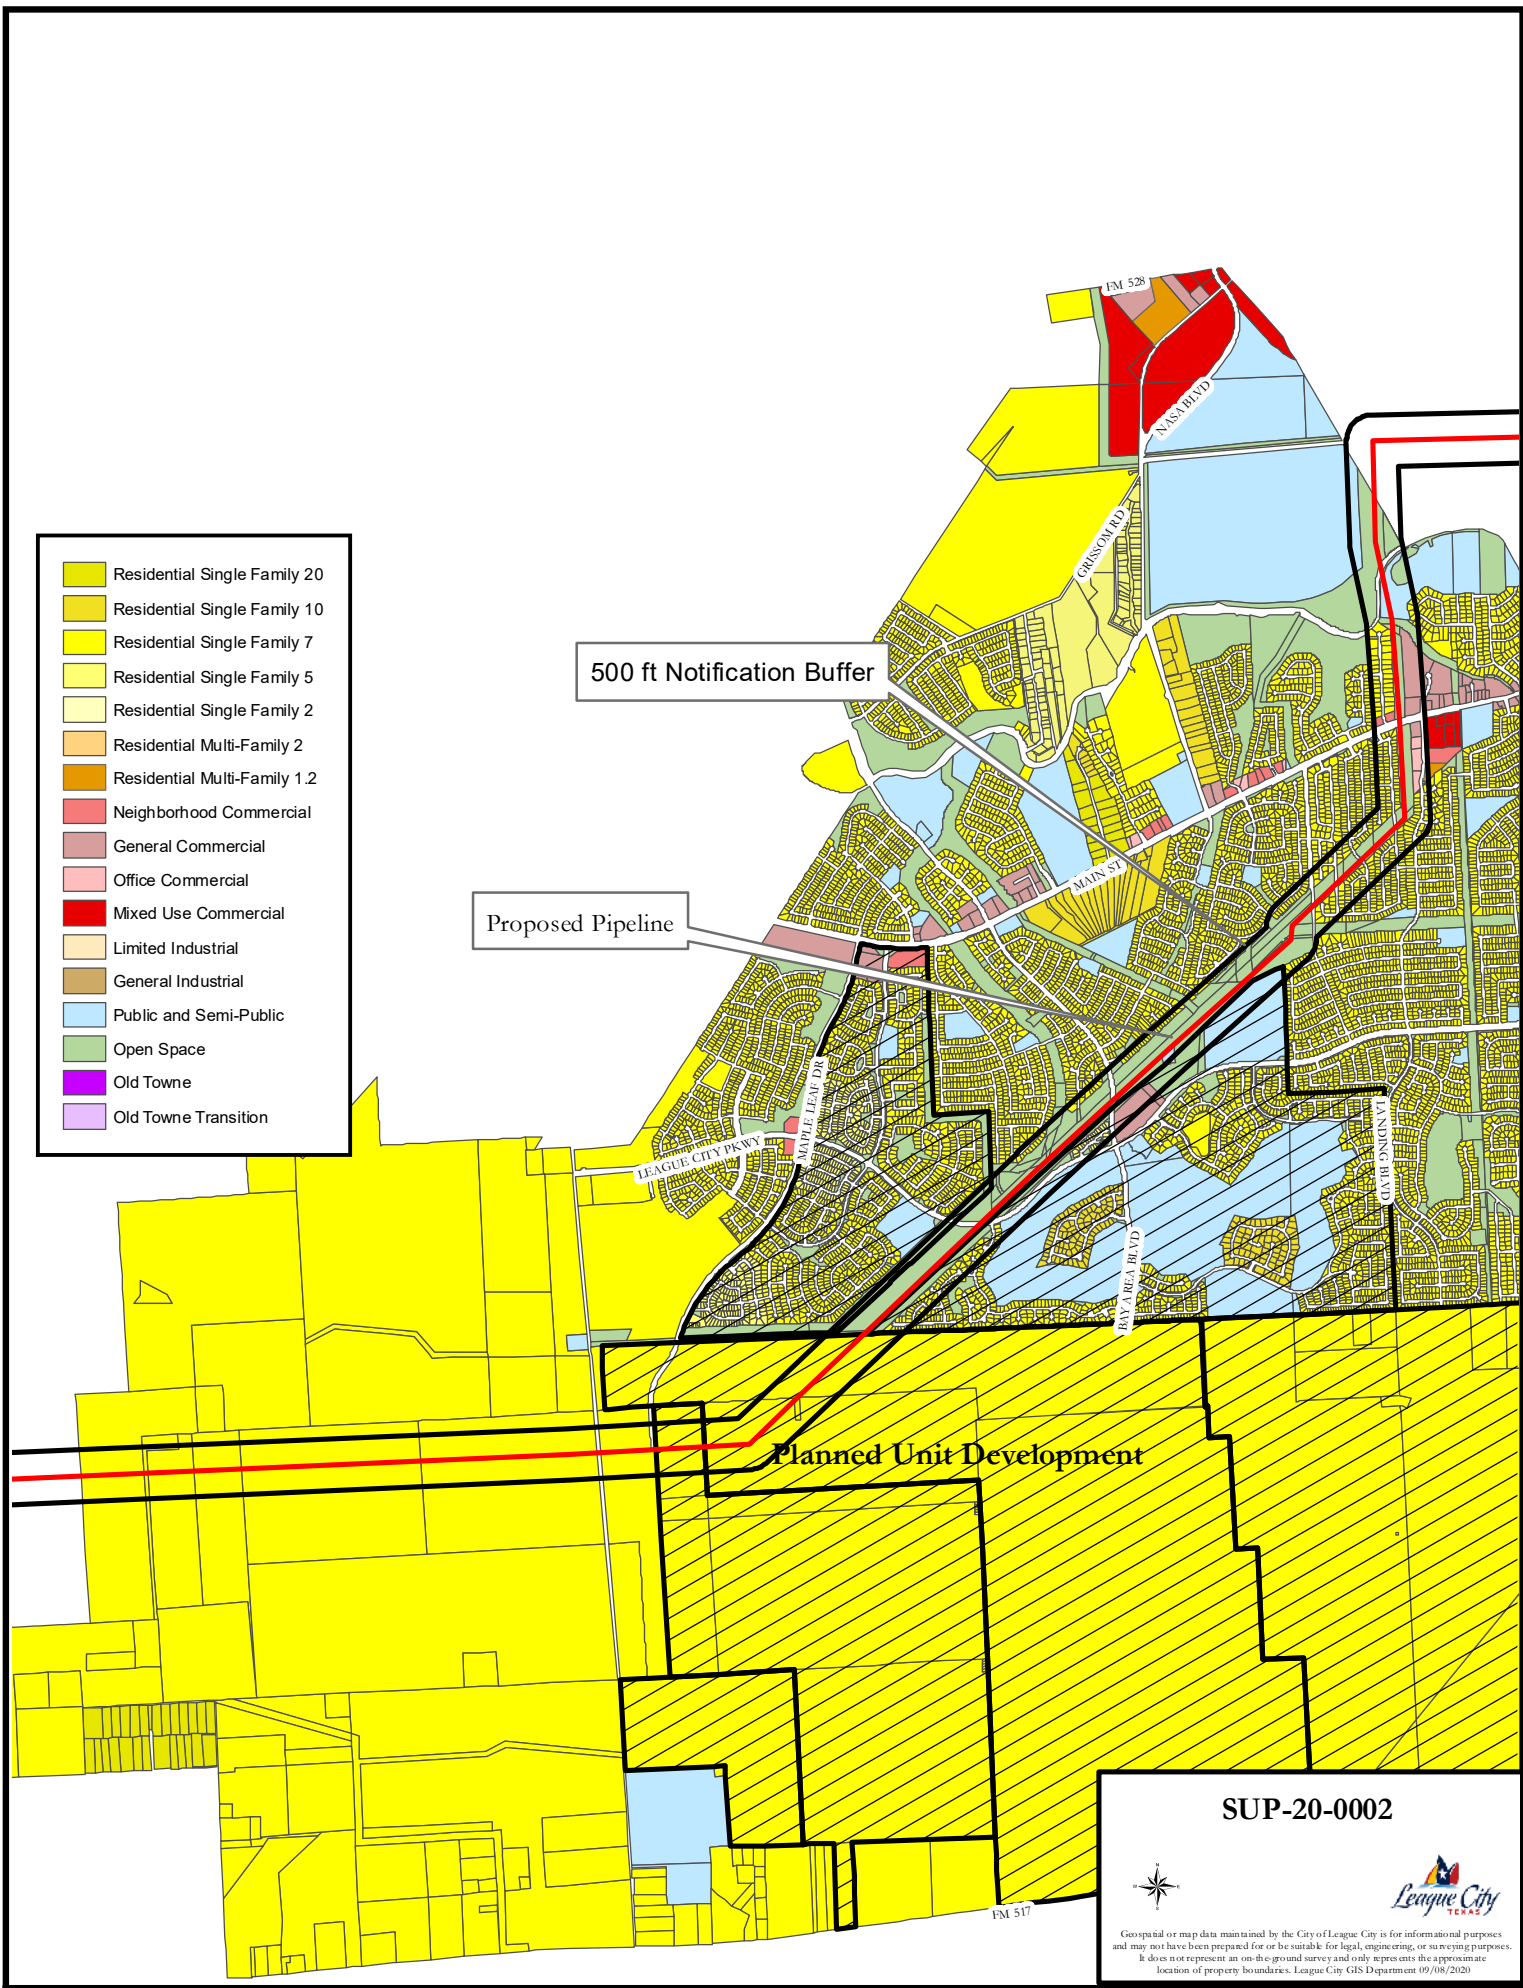 FM 528
NASA BLVD
GRISSOM RD
Residential Single Family 20
Residential Single Family 10
Residential Single Family 7
Residential Single Family 5
Residential Single Family 2
Residential Multi-Family 2
Residential Multi-Family 1.2
Neighborhood Commercial
General Commercial
Office Commercial
Mixed Use Commercial
Limited Industrial
General Industrial
Public and Semi-Public
Open Space
Old Towne
Old Towne Transition
500 ft Notification Buffer
MAIN ST
Proposed Pipeline
MAPLE LEAF DR
LEAGUE CITY PKWY
LANDING BLVD
BAY AREA BLVD
Planned Unit Development
FM 517
SUP-20-0002
N
W E
S
League City
TEXAS
Geospatial or map data maintained by the City of League City is for informational purposes
and may not have been prepared for or be suitable for legal, engineering, or surveying purposes.
It does not represent an on-the-ground survey and only represents the approximate
location of property boundaries. League City GIS Department 09/08/2020